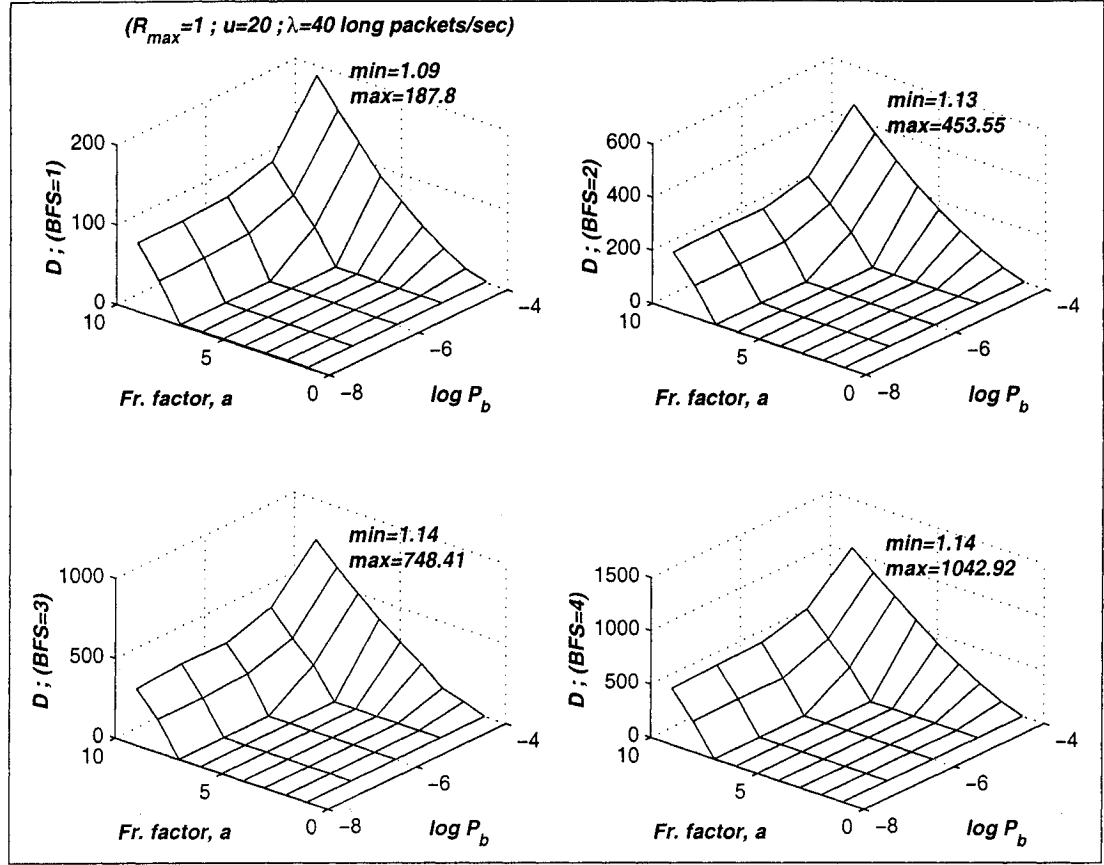 (R_max=1 ; u=20 ; λ=40 long packets/sec)
min=1.09
max=187.8
200
100
0
D ; (BFS=1)
10
5
0
Fr. factor, a
−8
−6
−4
log P_b
min=1.13
max=453.55
600
400
200
0
D ; (BFS=2)
10
5
0
Fr. factor, a
−8
−6
−4
log P_b
min=1.14
max=748.41
1000
500
0
D ; (BFS=3)
10
5
0
Fr. factor, a
−8
−6
−4
log P_b
min=1.14
max=1042.92
1500
1000
500
0
D ; (BFS=4)
10
5
0
Fr. factor, a
−8
−6
−4
log P_b